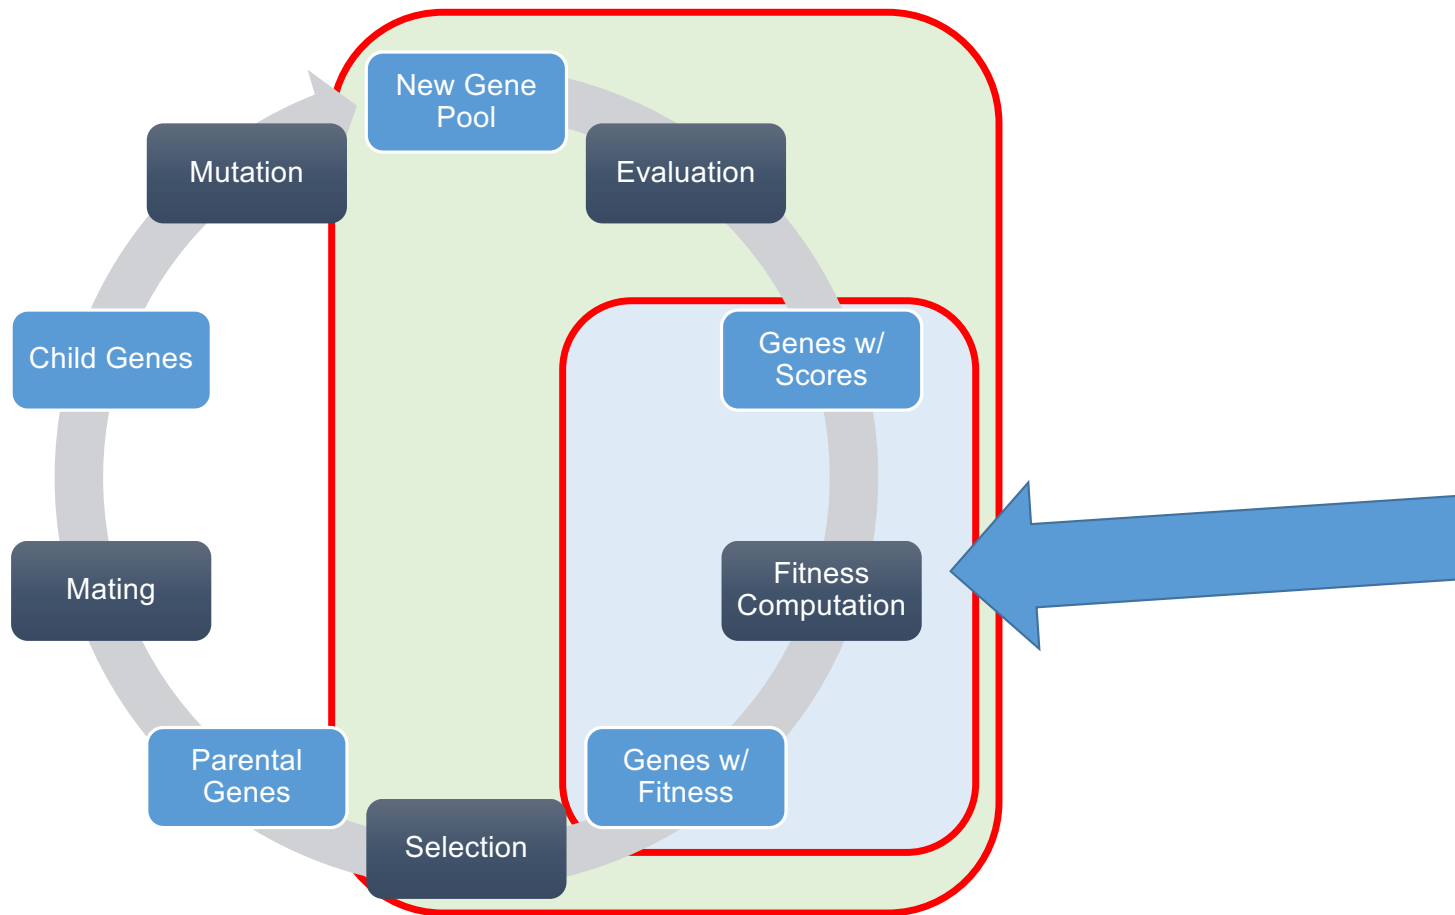 New Gene
Pool
Evaluation
Genes w/
Scores
Fitness
Computation
Genes w/
Fitness
Selection
Parental
Genes
Mating
Child Genes
Mutation